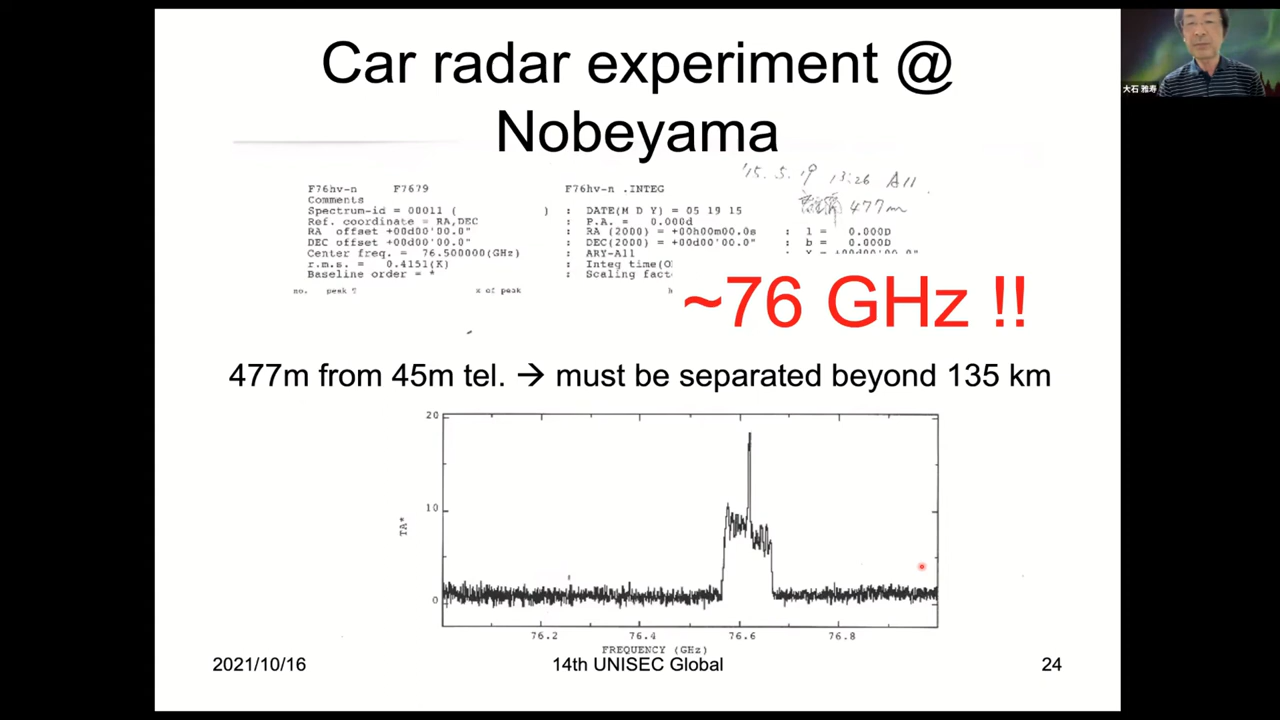 Car radar experiment @
Nobeyama
大石 雅寿
'15. 5. 19 13:26 All
477m
F76hv-n F7679 F76hv-n .INTEG
Comments
Spectrum-id = 00011 ( ) : DATE(M D Y) = 05 19 15
Ref. coordinate = RA,DEC : P.A. = 0.000d
RA offset +00d00'00.0" : RA (2000) = +00h00m00.0s : l = 0.000D
DEC offset +00d00'00.0" : DEC(2000) = +00d00'00.0" : b = 0.000D
Center freq. = 76.500000(GHz) : ARY-A11
r.m.s. = 0.4151(K) : Integ time(
Baseline order = * : Scaling fact
no. peak x of peak
~76 GHz !!
477m from 45m tel. → must be separated beyond 135 km
20
10
0
TA*
76.2 76.4 76.6 76.8
FREQUENCY (GHz)
2021/10/16 14th UNISEC Global 24